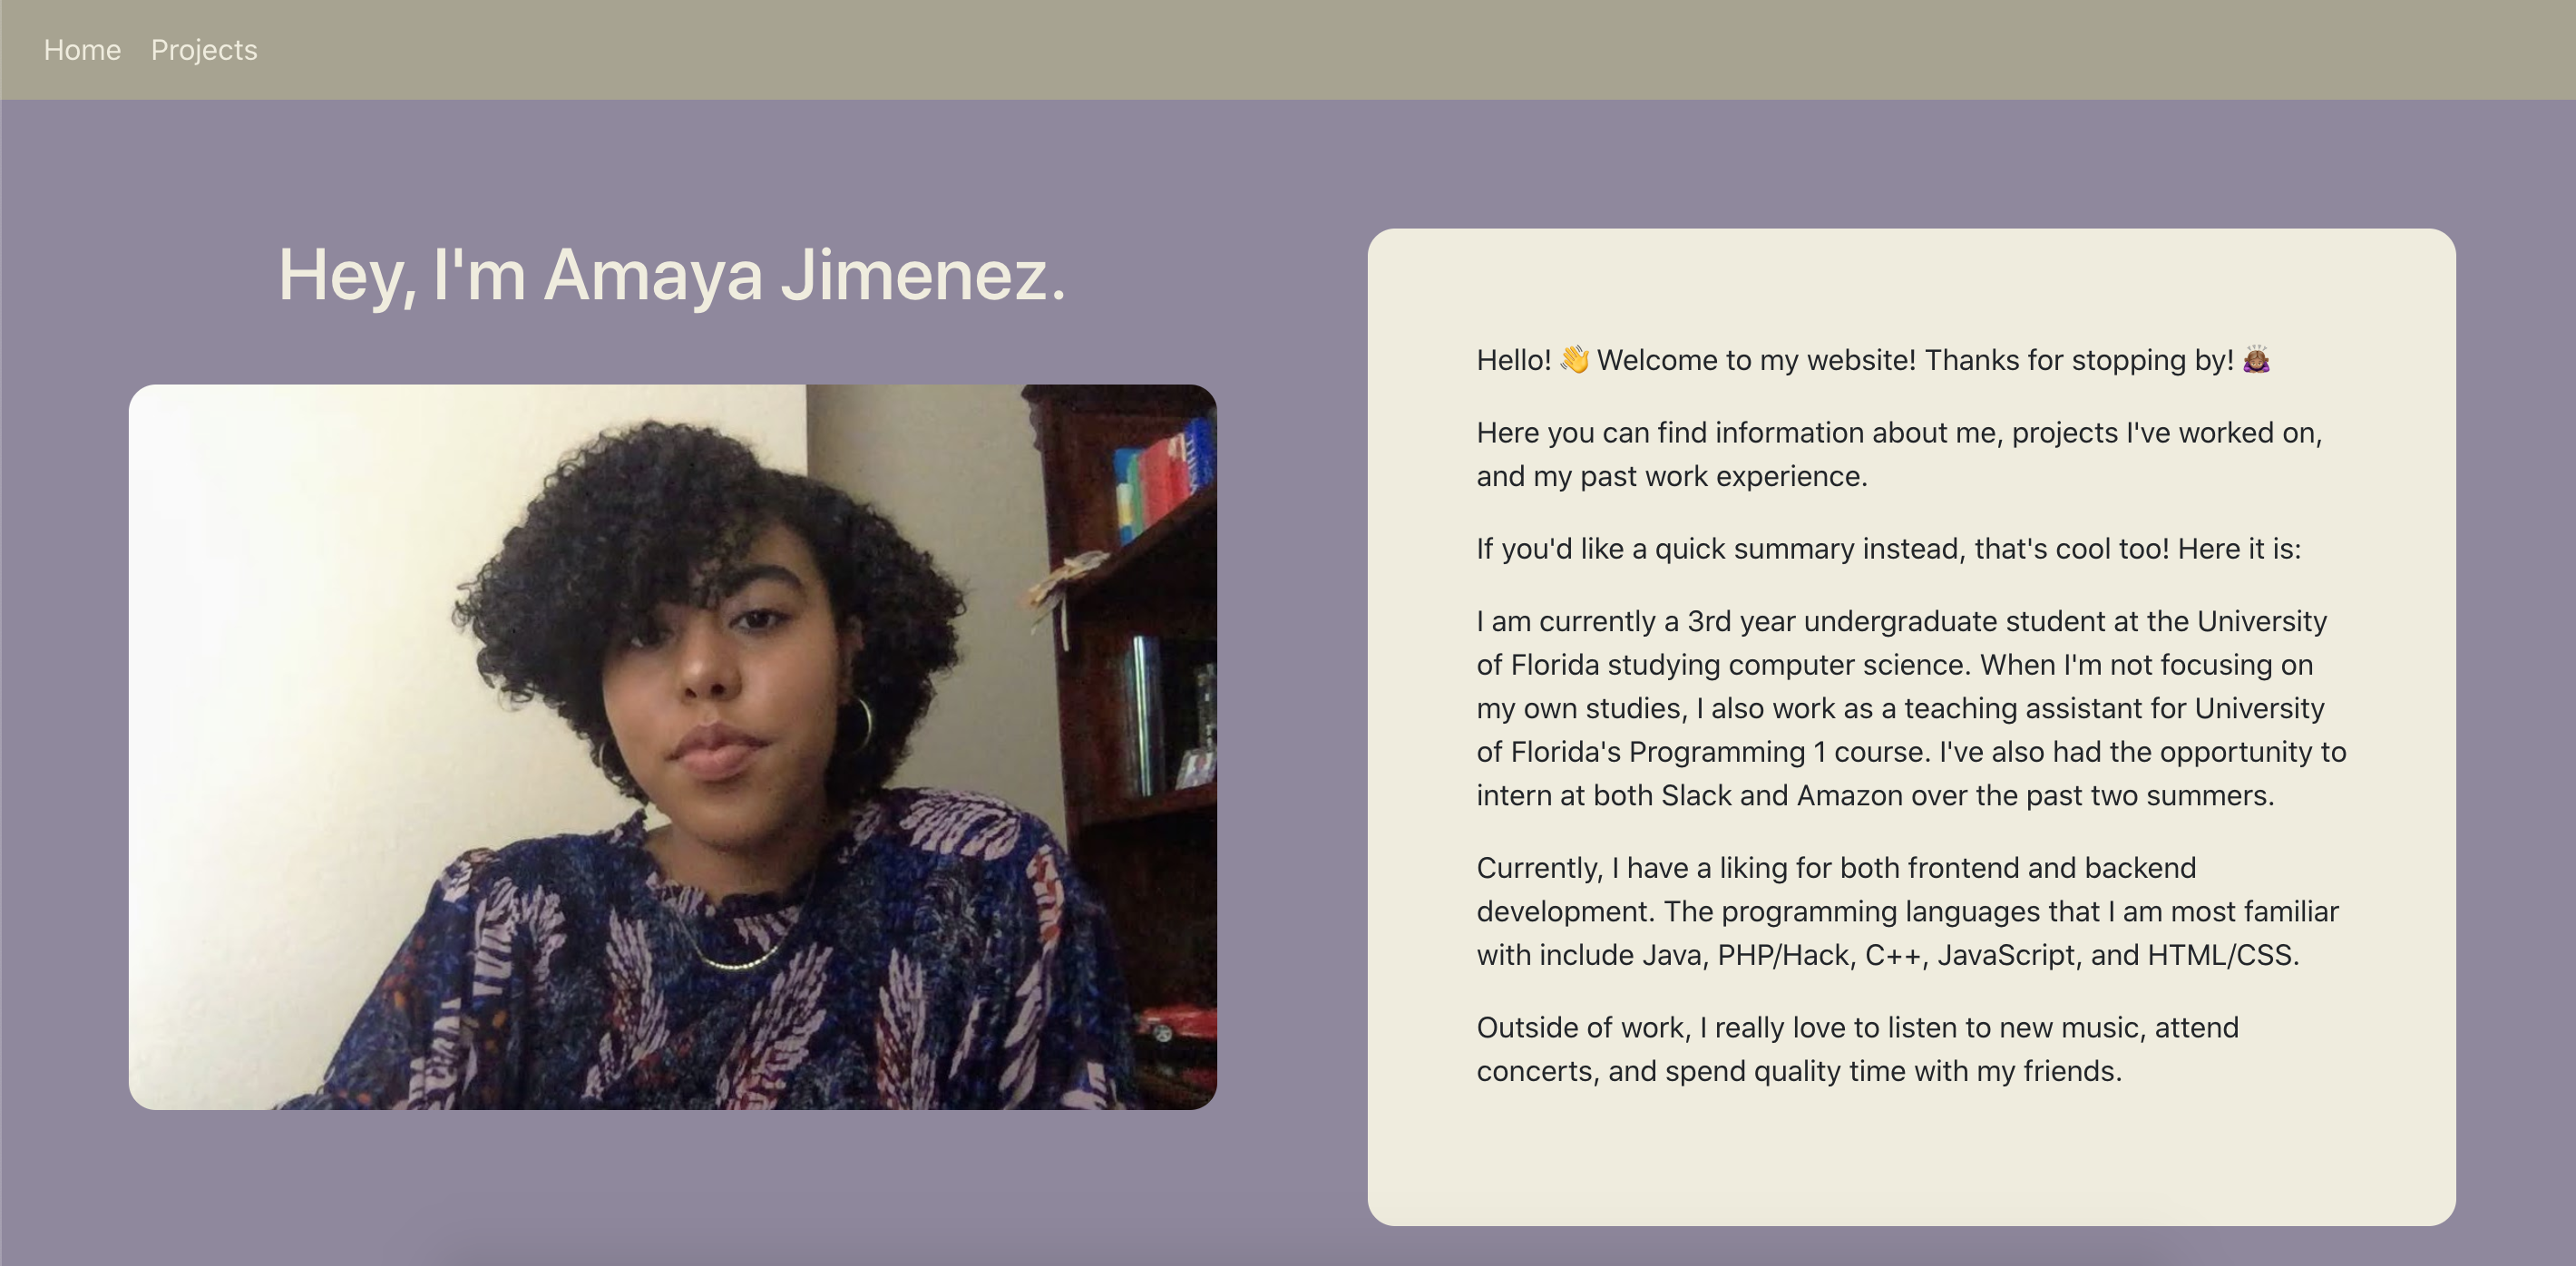 Home Projects
Hey, I'm Amaya Jimenez.
Hello! 👋 Welcome to my website! Thanks for stopping by! 🙇🏽‍♀️
Here you can find information about me, projects I've worked on,
and my past work experience.
If you'd like a quick summary instead, that's cool too! Here it is:
I am currently a 3rd year undergraduate student at the University
of Florida studying computer science. When I'm not focusing on
my own studies, I also work as a teaching assistant for University
of Florida's Programming 1 course. I've also had the opportunity to
intern at both Slack and Amazon over the past two summers.
Currently, I have a liking for both frontend and backend
development. The programming languages that I am most familiar
with include Java, PHP/Hack, C++, JavaScript, and HTML/CSS.
Outside of work, I really love to listen to new music, attend
concerts, and spend quality time with my friends.